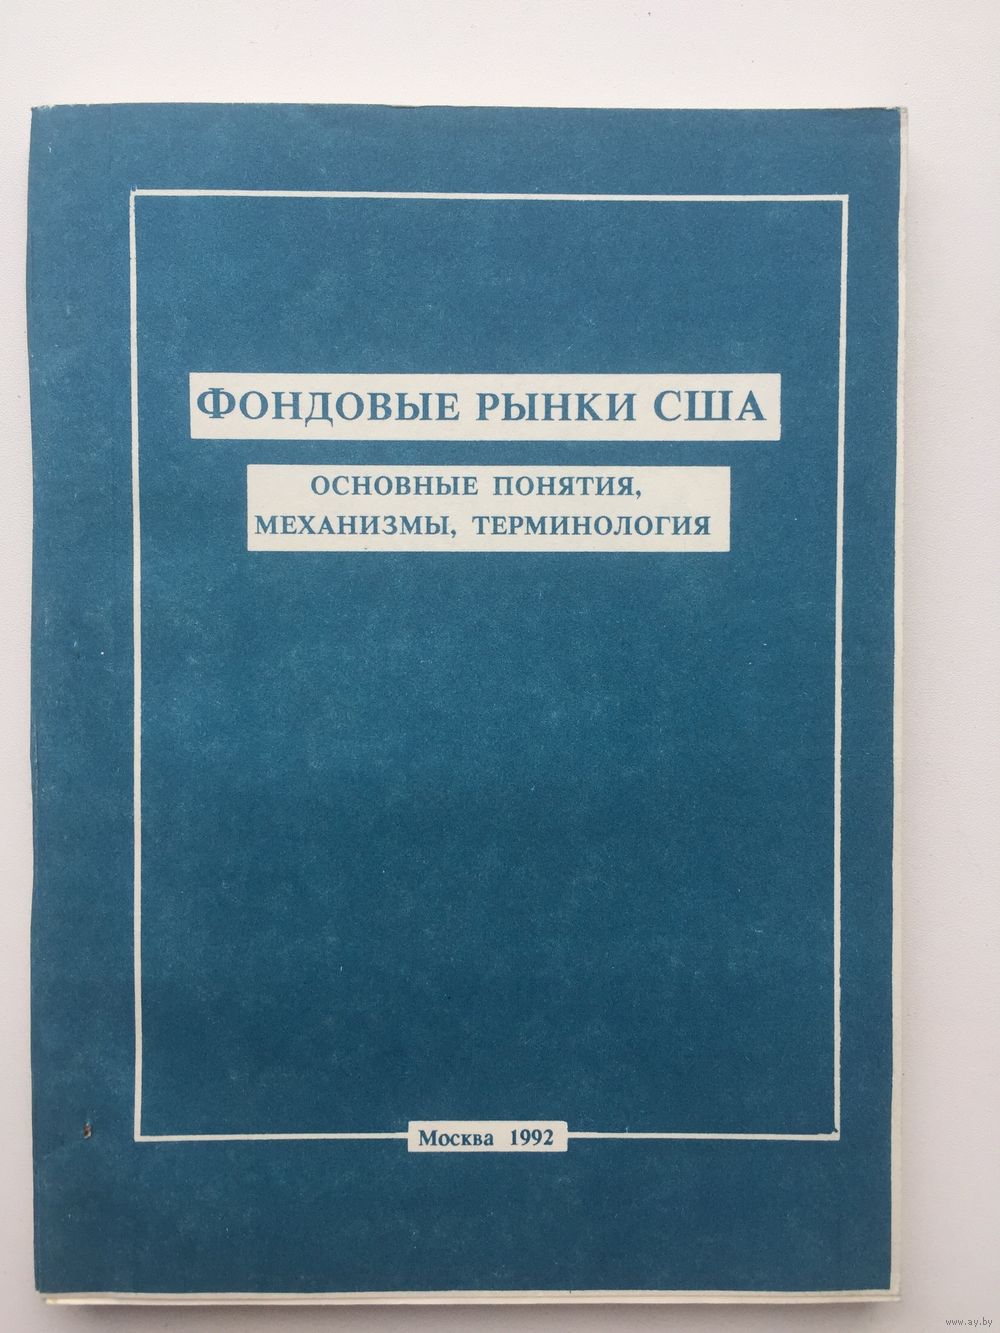 ФОНДОВЫЕ РЫНКИ США
ОСНОВНЫЕ ПОНЯТИЯ,
МЕХАНИЗМЫ, ТЕРМИНОЛОГИЯ
Москва 1992
www.ay.by